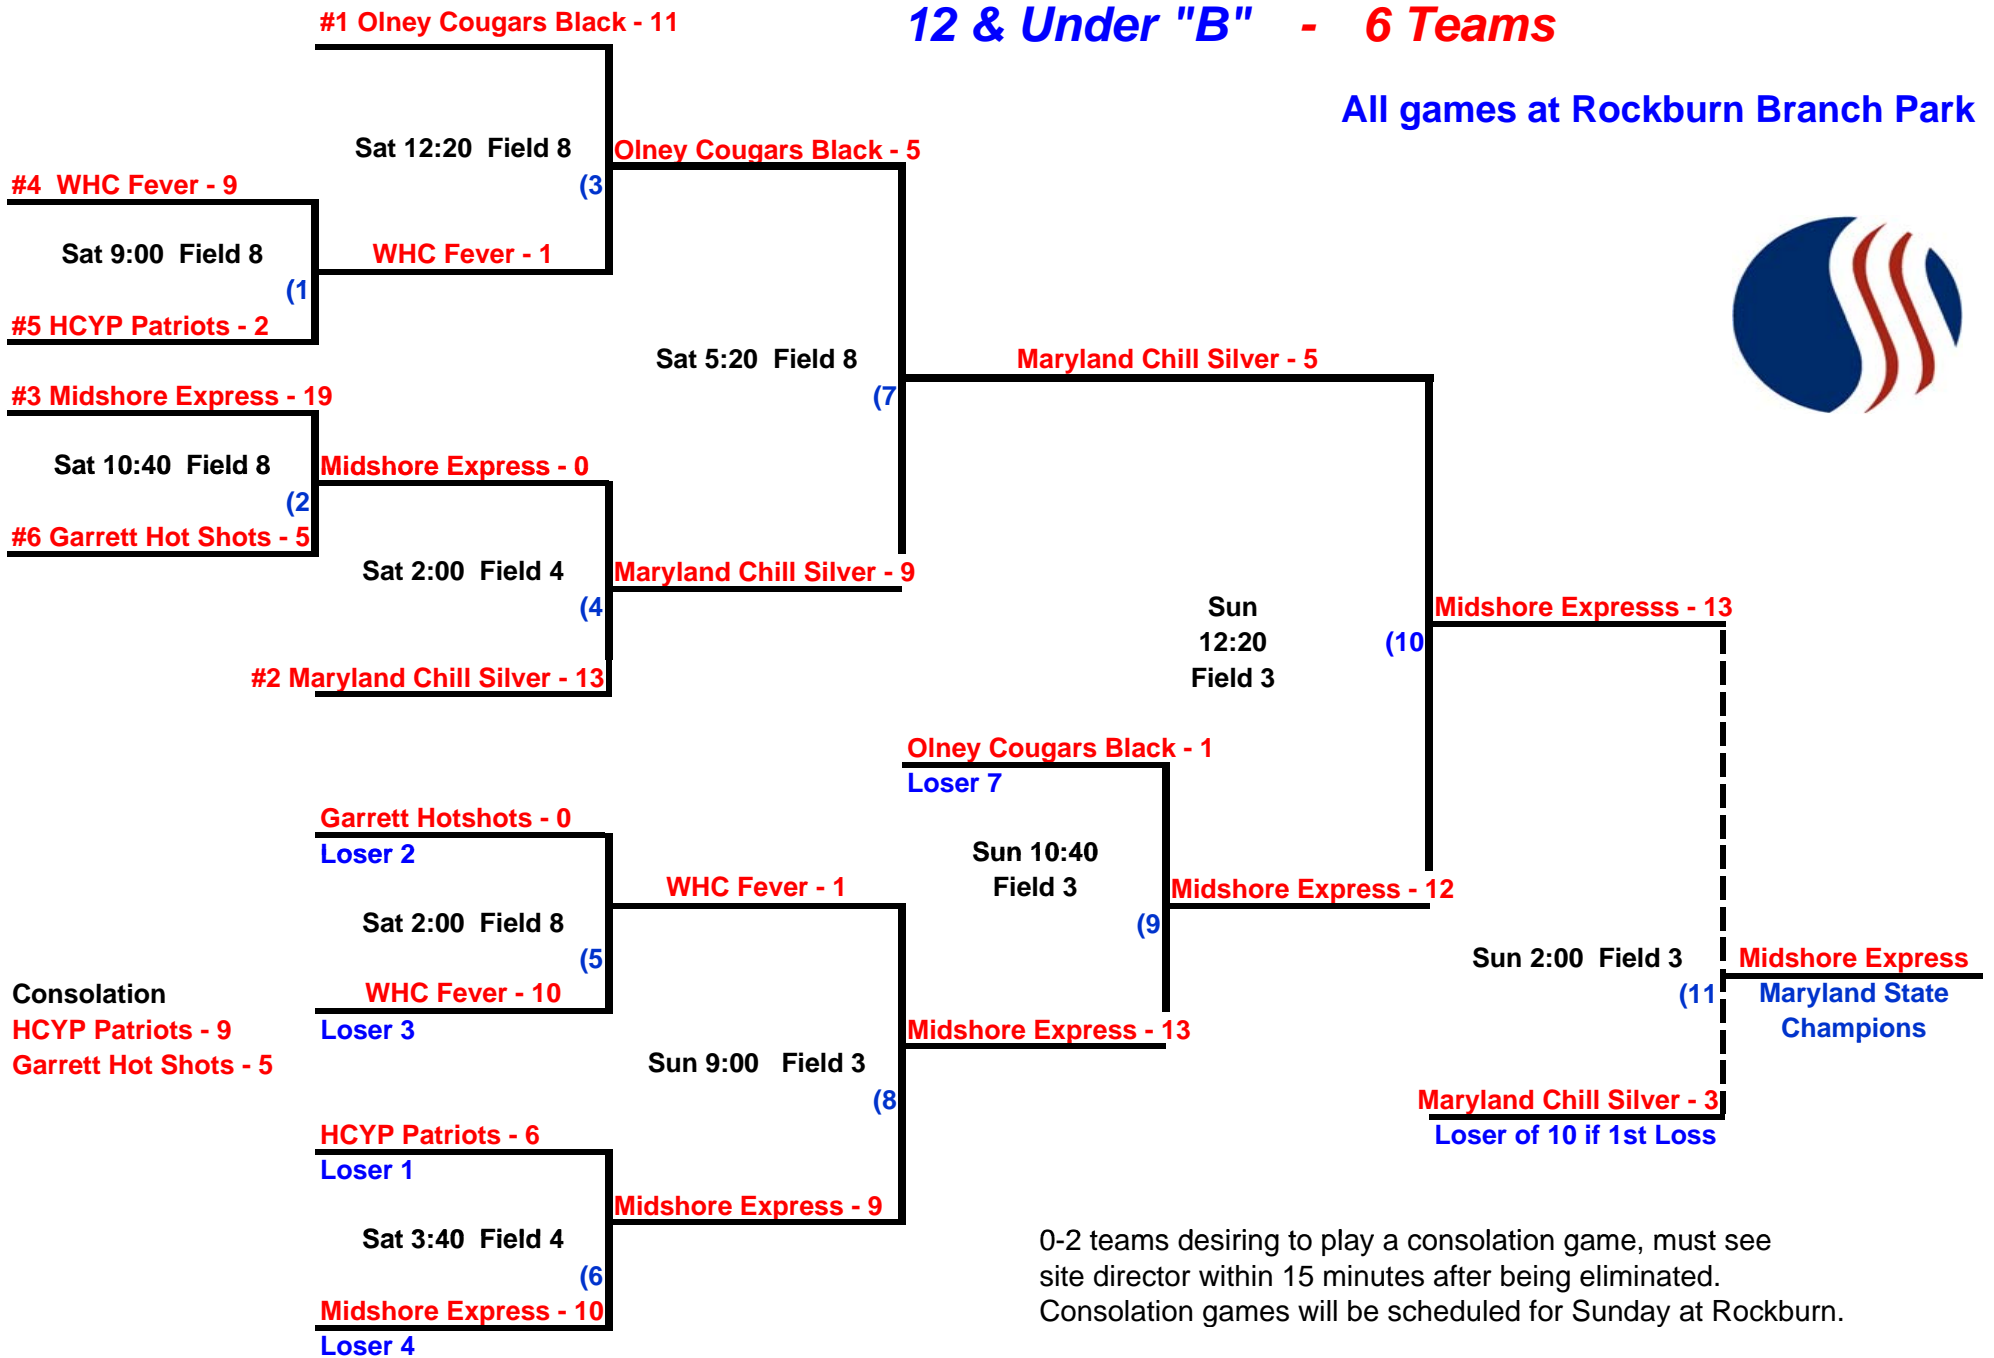 #1 Olney Cougars Black - 11
12 & Under "B" - 6 Teams
All games at Rockburn Branch Park
Sat 12:20 Field 8
Olney Cougars Black - 5
(3
#4 WHC Fever - 9
Sat 9:00 Field 8
WHC Fever - 1
(1
#5 HCYP Patriots - 2
Sat 5:20 Field 8
Maryland Chill Silver - 5
(7
#3 Midshore Express - 19
Sat 10:40 Field 8
Midshore Express - 0
(2
#6 Garrett Hot Shots - 5
Sat 2:00 Field 4
Maryland Chill Silver - 9
(4
#2 Maryland Chill Silver - 13
Sun
12:20
Field 3
(10
Midshore Expresss - 13
Olney Cougars Black - 1
Loser 7
Garrett Hotshots - 0
Loser 2
Sun 10:40
Field 3
WHC Fever - 1
Midshore Express - 12
(9
Sat 2:00 Field 8
(5
WHC Fever - 10
Loser 3
Sun 2:00 Field 3
(11
Midshore Express
Maryland State
Champions
Consolation
HCYP Patriots - 9
Garrett Hot Shots - 5
Midshore Express - 13
Sun 9:00 Field 3
(8
Maryland Chill Silver - 3
Loser of 10 if 1st Loss
HCYP Patriots - 6
Loser 1
Midshore Express - 9
Sat 3:40 Field 4
(6
Midshore Express - 10
Loser 4
0-2 teams desiring to play a consolation game, must see
site director within 15 minutes after being eliminated.
Consolation games will be scheduled for Sunday at Rockburn.